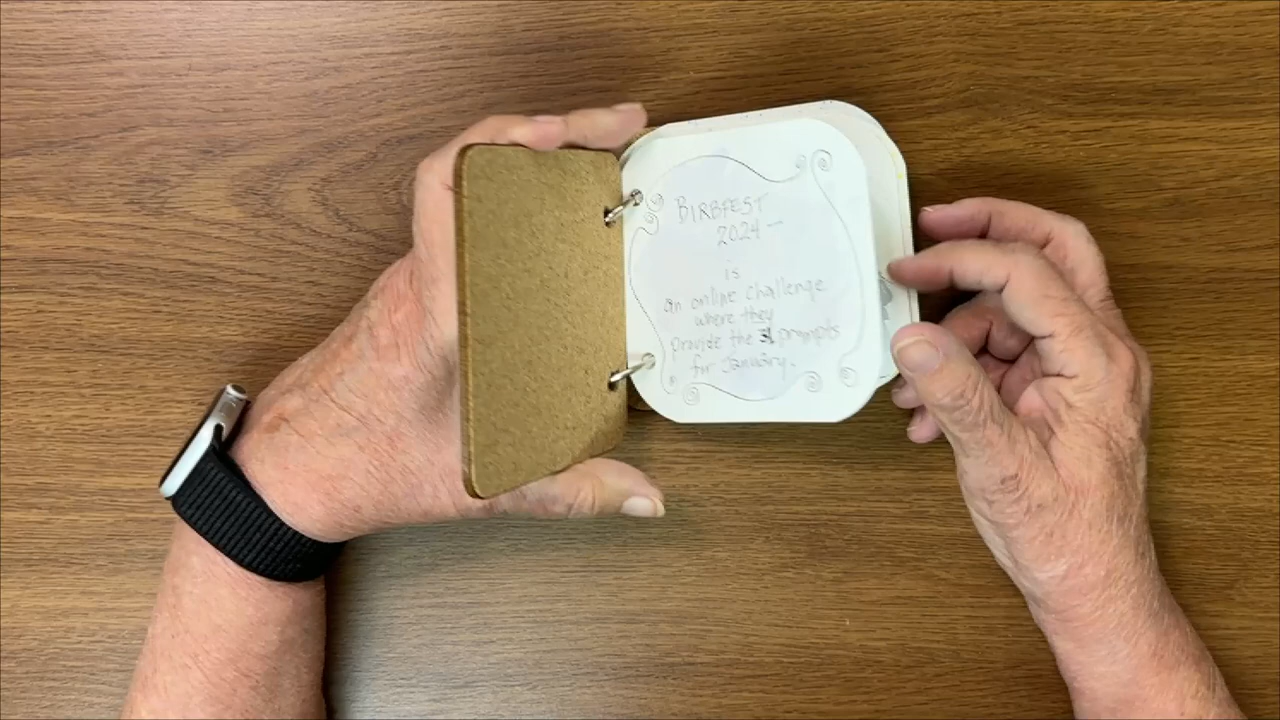 BIRBFEST
2024 —
is
an online challenge
where they
provide the 31 prompts
for January.